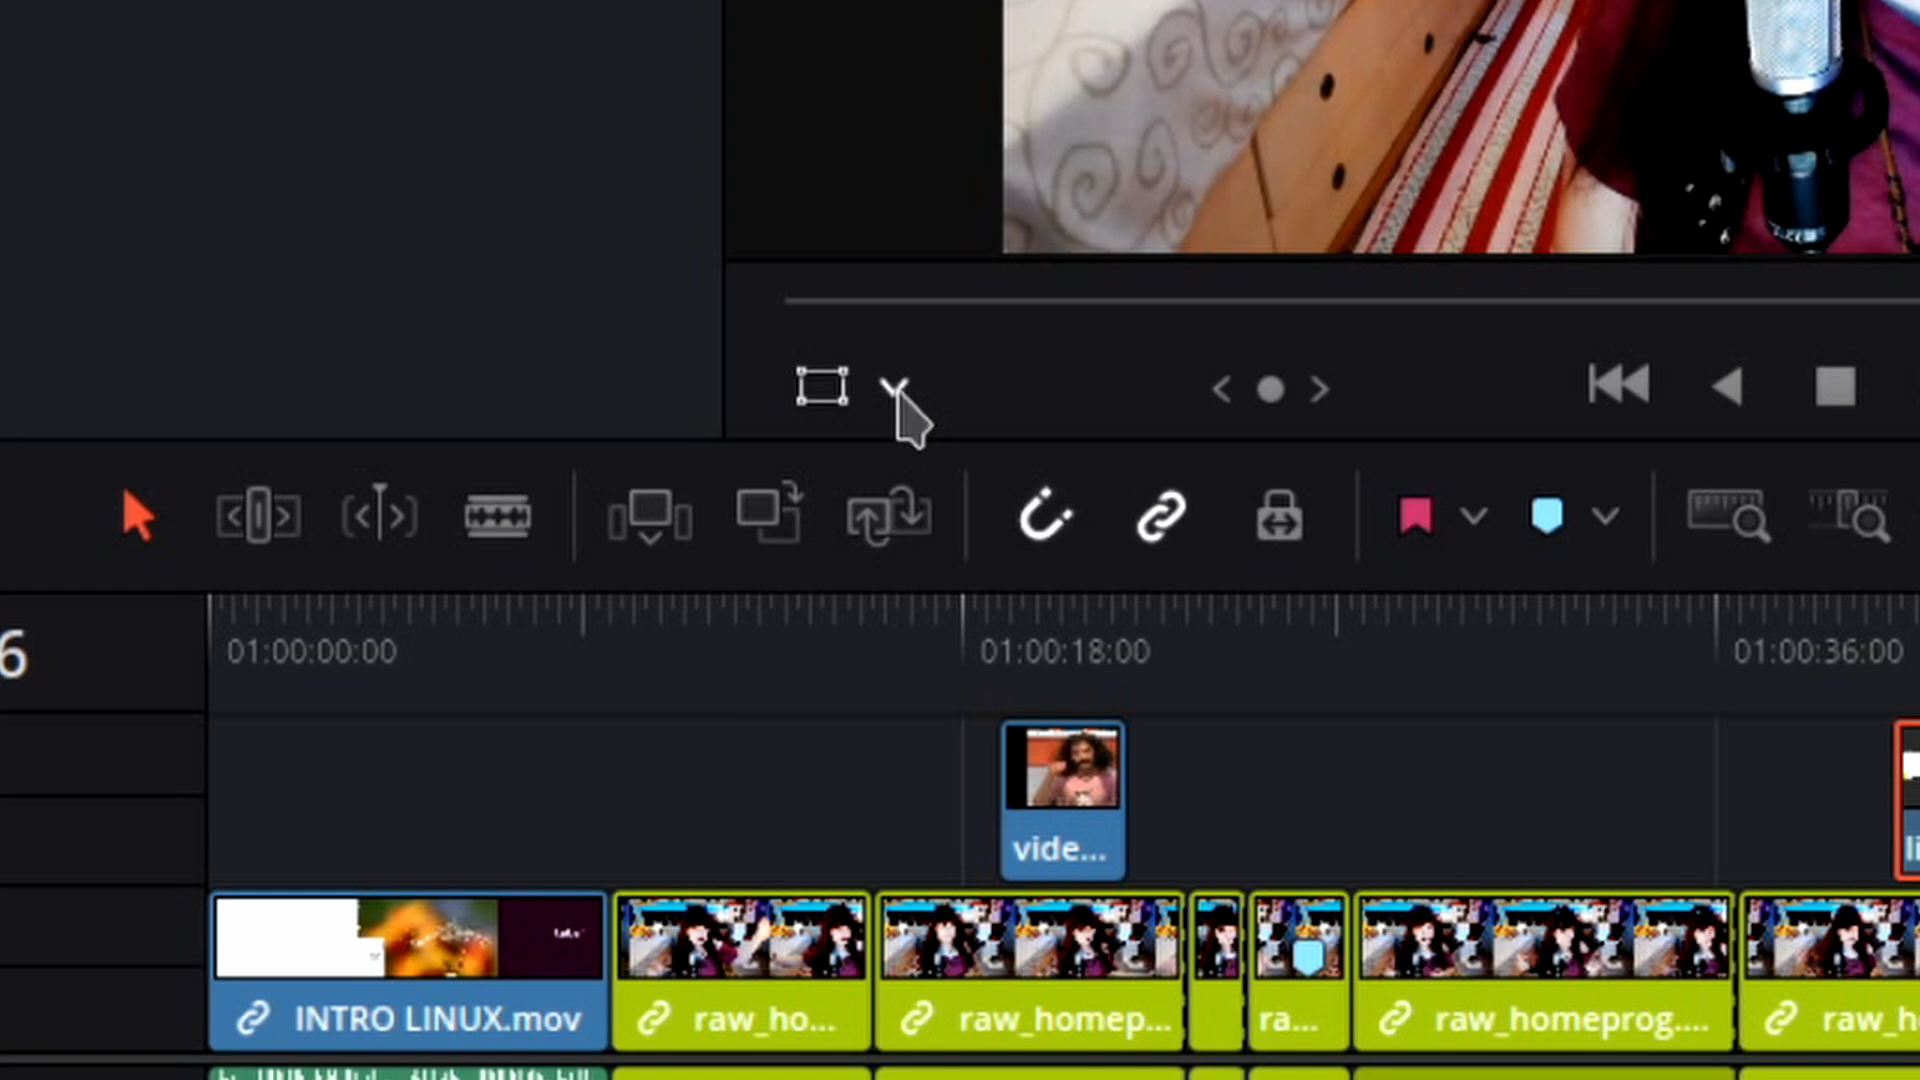 6
01:00:00:00
01:00:18:00
01:00:36:00
vide...
li
INTRO LINUX.mov
raw_ho...
raw_homep...
ra...
raw_homeprog....
raw_h